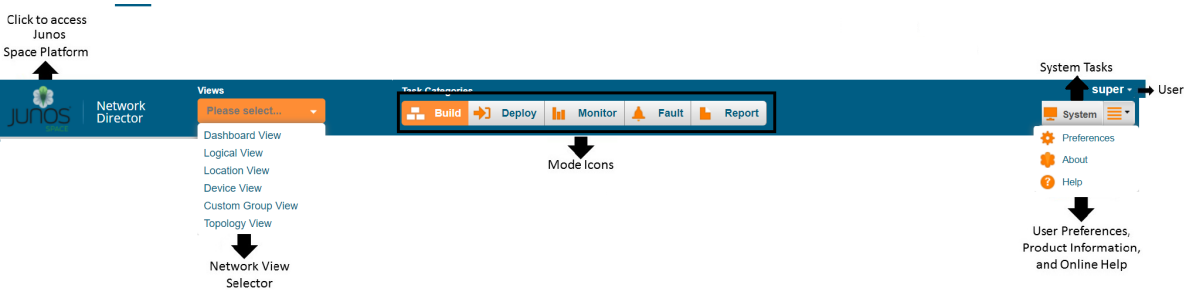 Click to access
Junos
Space Platform
System Tasks
Views
Task Categories
super
User
JUNOS
SPACE
Network
Director
Please select...
Build
Deploy
Monitor
Fault
Report
System
Dashboard View
Logical View
Location View
Device View
Custom Group View
Topology View
Mode Icons
Preferences
About
Help
Network View
Selector
User Preferences,
Product Information,
and Online Help